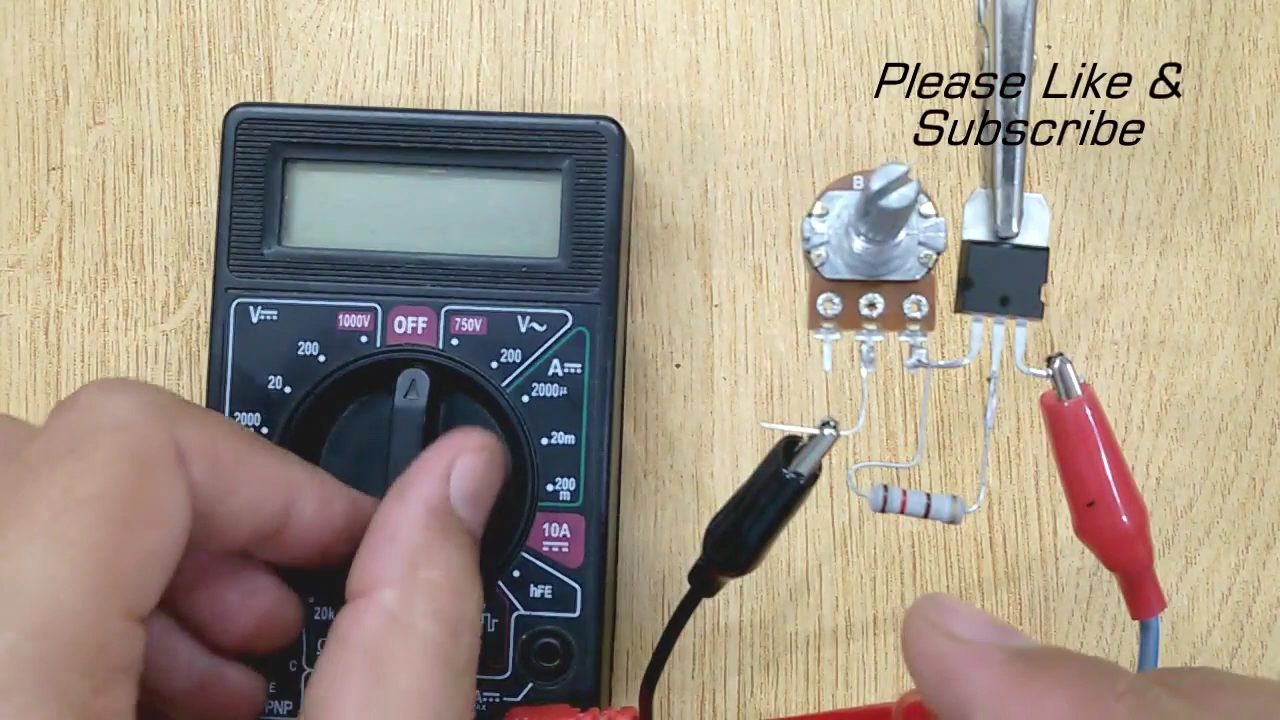 Please Like &
Subscribe
B
V⎓
1000V
OFF
750V
V~
200
200
A⎓
20
2000µ
2000
20m
200
m
10A
hFE
20k
C
E
PNP